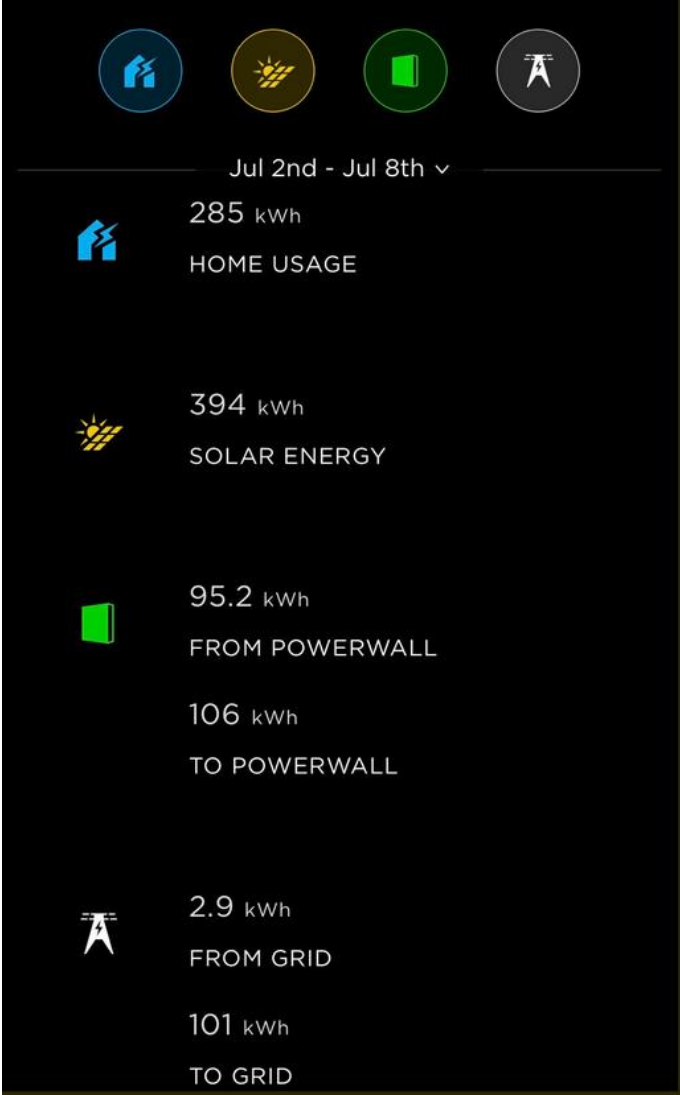 Jul 2nd - Jul 8th
285 kWh
HOME USAGE
394 kWh
SOLAR ENERGY
95.2 kWh
FROM POWERWALL
106 kWh
TO POWERWALL
2.9 kWh
FROM GRID
101 kWh
TO GRID